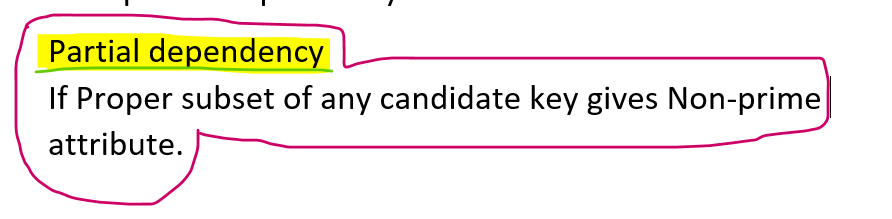 Partial dependency
If Proper subset of any candidate key gives Non-prime
attribute.